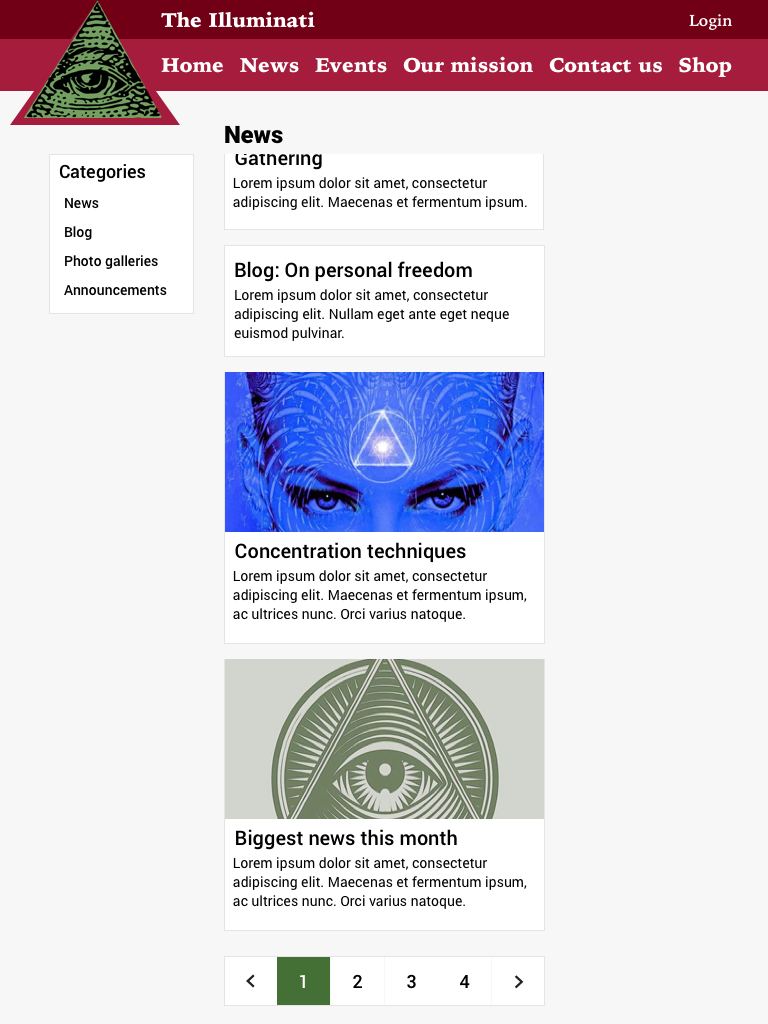 The Illuminati
Login
Home News Events Our mission Contact us Shop
News
Categories
News
Blog
Photo galleries
Announcements
Gathering
Lorem ipsum dolor sit amet, consectetur
adipiscing elit. Maecenas et fermentum ipsum.
Blog: On personal freedom
Lorem ipsum dolor sit amet, consectetur
adipiscing elit. Nullam eget ante eget neque
euismod pulvinar.
Concentration techniques
Lorem ipsum dolor sit amet, consectetur
adipiscing elit. Maecenas et fermentum ipsum,
ac ultrices nunc. Orci varius natoque.
Biggest news this month
Lorem ipsum dolor sit amet, consectetur
adipiscing elit. Maecenas et fermentum ipsum,
ac ultrices nunc. Orci varius natoque.
1 2 3 4